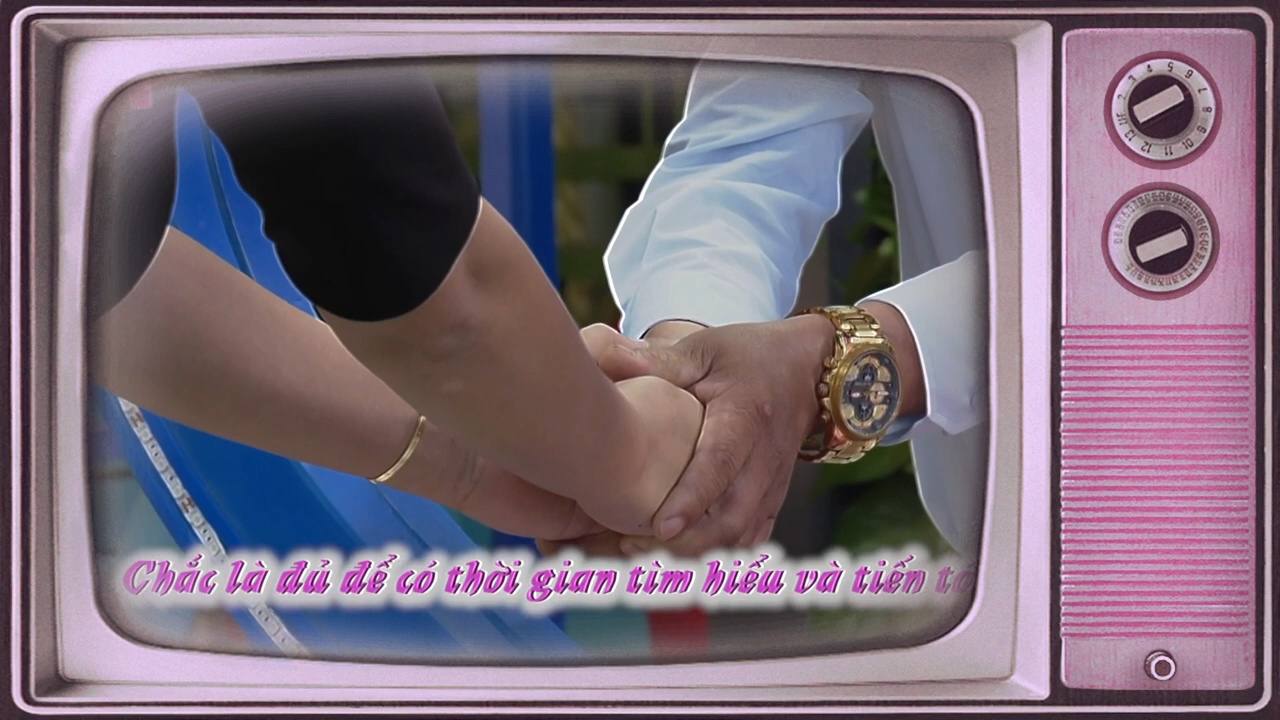 Chắc là đủ để có thời gian tìm hiểu và tiến